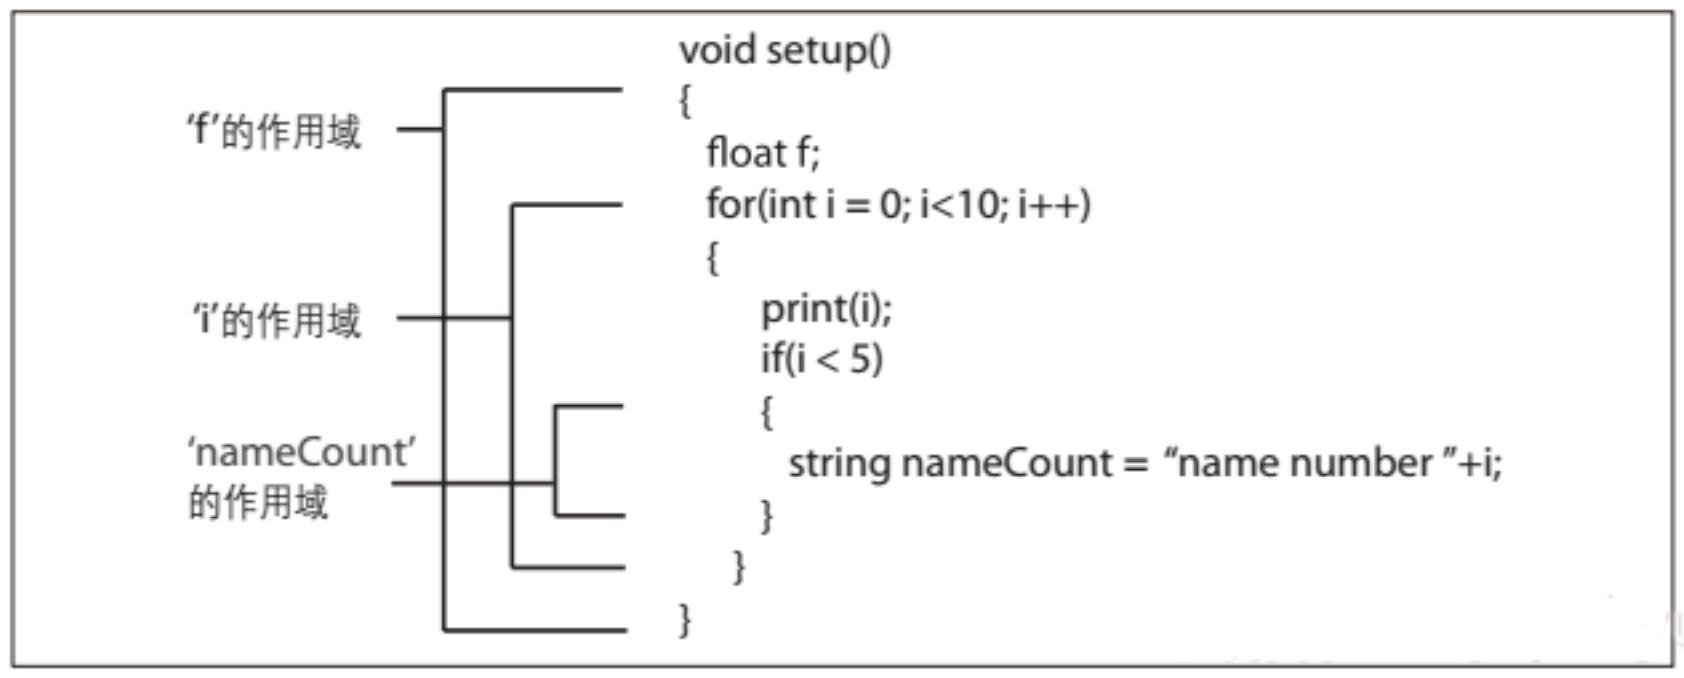 void setup()
{
'f'的作用域
float f;
for(int i = 0; i<10; i++)
{
print(i);
'i'的作用域
if(i < 5)
{
'nameCount'
的作用域
string nameCount = “name number ”+i;
}
}
}